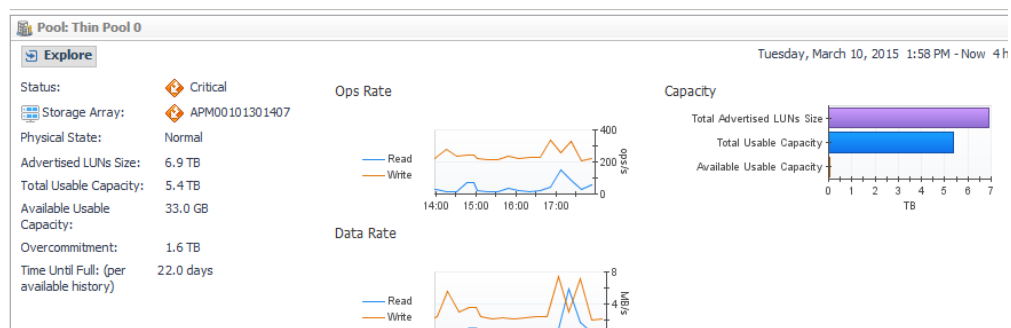 Pool: Thin Pool 0
Explore
Tuesday, March 10, 2015 1:58 PM - Now 4 h
Status: Critical
Storage Array: APM00101301407
Physical State: Normal
Advertised LUNs Size: 6.9 TB
Total Usable Capacity: 5.4 TB
Available Usable
Capacity: 33.0 GB
Overcommitment: 1.6 TB
Time Until Full: (per
available history) 22.0 days
Ops Rate
Read
Write
400
200
0
ops/s
14:00 15:00 16:00 17:00
Data Rate
Read
Write
8
4
MB/s
Capacity
Total Advertised LUNs Size
Total Usable Capacity
Available Usable Capacity
0 1 2 3 4 5 6 7
TB